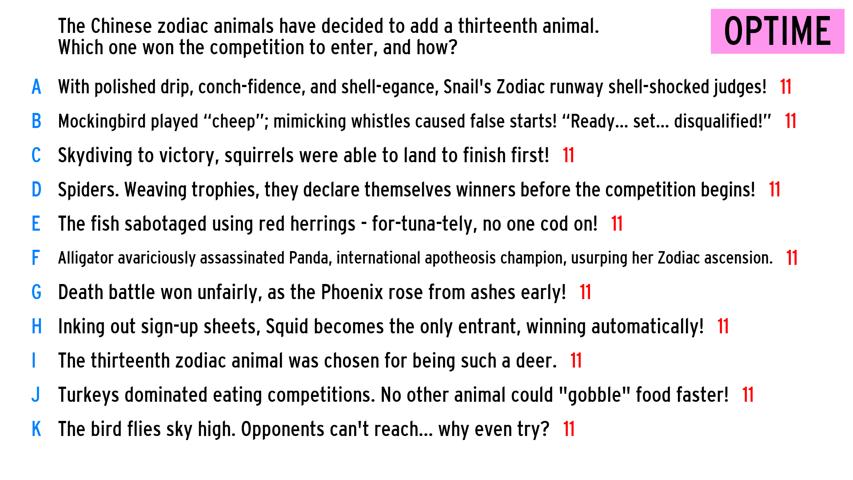 The Chinese zodiac animals have decided to add a thirteenth animal.
Which one won the competition to enter, and how?
OPTIME
A With polished drip, conch-fidence, and shell-egance, Snail's Zodiac runway shell-shocked judges! 11
B Mockingbird played “cheep”; mimicking whistles caused false starts! “Ready... set... disqualified!” 11
C Skydiving to victory, squirrels were able to land to finish first! 11
D Spiders. Weaving trophies, they declare themselves winners before the competition begins! 11
E The fish sabotaged using red herrings - for-tuna-tely, no one cod on! 11
F Alligator avariciously assassinated Panda, international apotheosis champion, usurping her Zodiac ascension. 11
G Death battle won unfairly, as the Phoenix rose from ashes early! 11
H Inking out sign-up sheets, Squid becomes the only entrant, winning automatically! 11
I The thirteenth zodiac animal was chosen for being such a deer. 11
J Turkeys dominated eating competitions. No other animal could "gobble" food faster! 11
K The bird flies sky high. Opponents can't reach... why even try? 11